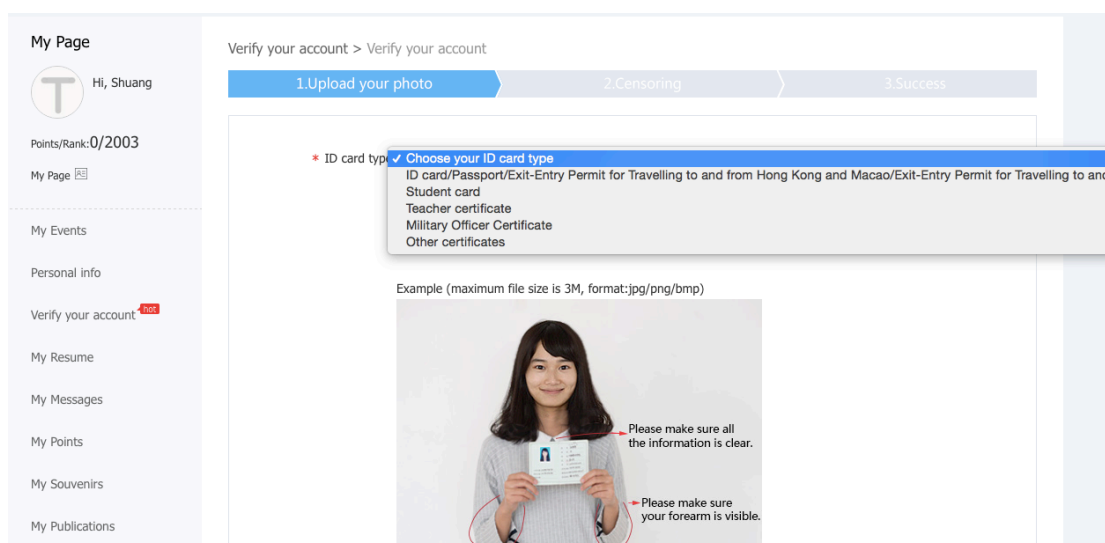 My Page
Hi, Shuang
Points/Rank:0/2003
My Page
My Events
Personal info
Verify your account hot
My Resume
My Messages
My Points
My Souvenirs
My Publications
Verify your account > Verify your account
1.Upload your photo
2.Censoring
3.Success
* ID card type
✓ Choose your ID card type
ID card/Passport/Exit-Entry Permit for Travelling to and from Hong Kong and Macao/Exit-Entry Permit for Travelling to and
Student card
Teacher certificate
Military Officer Certificate
Other certificates
Example (maximum file size is 3M, format:jpg/png/bmp)
Please make sure all
the information is clear.
Please make sure
your forearm is visible.